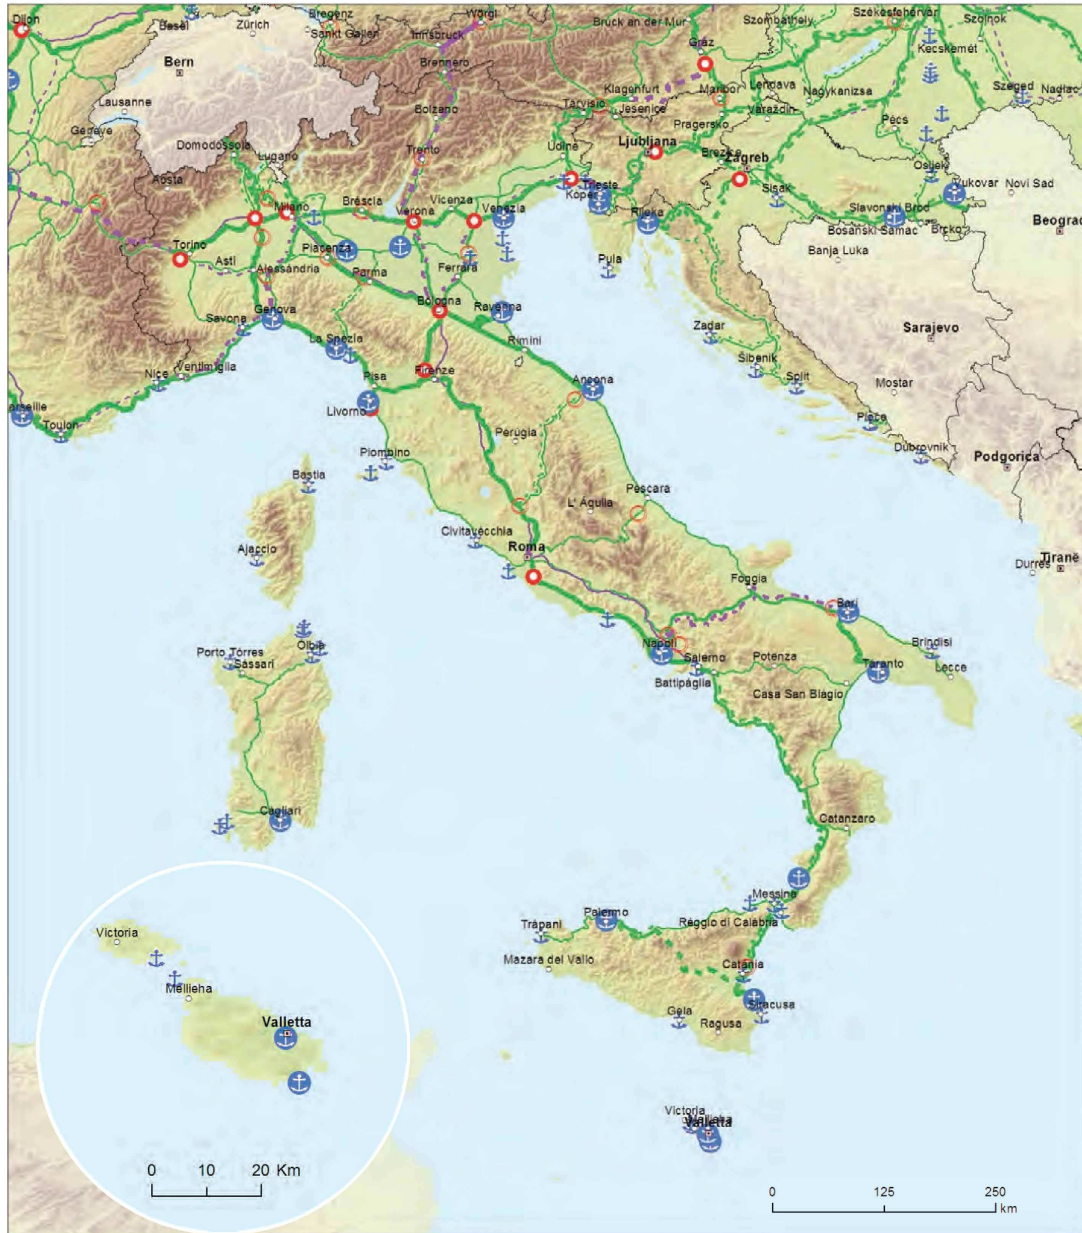 Dijon
Basel
Zürich
Bregenz
Sankt Gallen
Innsbruck
Wörgl
Bruck an der Mur
Szombathely
Székesfehérvár
Szolnok
Kecskemét
Graz
Bern
Brennero
Klagenfurt
Maribor
Lendava
Nagykanizsa
Szeged
Nadlac
Lausanne
Bolzano
Tarvisio
Jesenice
Varaždin
Genève
Pragersko
Pécs
Domodossola
Lugano
Trento
Udine
Ljubljana
Brezice
Zagreb
Osijek
Aosta
Trieste
Koper
Sisak
Vukovar
Novi Sad
Milano
Brescia
Verona
Vicenza
Venezia
Rijeka
Slavonski Brod
Beograd
Bosanski Samac
Brcko
Torino
Asti
Piacenza
Pula
Banja Luka
Alessandria
Parma
Ferrara
Genova
Bologna
Ravenna
Savona
Zadar
Sarajevo
La Spezia
Rimini
Nice
Ventimiglia
Pisa
Firenze
Šibenik
Split
Ancona
Mostar
Marseille
Livorno
Toulon
Ploče
Perugia
Piombino
Dubrovnik
Podgorica
Bastia
L' Aguila
Pescara
Civitavecchia
Ajaccio
Roma
Tiranë
Durres
Foggia
Bari
Napoli
Brindisi
Porto Torres
Olbia
Sassari
Salerno
Potenza
Taranto
Lecce
Battipaglia
Casa San Biagio
Cagliari
Catanzaro
Messina
Palermo
Trapani
Reggio di Calabria
Victoria
Mazara del Vallo
Catania
Mellieha
Siracusa
Gela
Ragusa
Valletta
Victoria
Mellieha
Valletta
0 10 20 Km
0 125 250
km